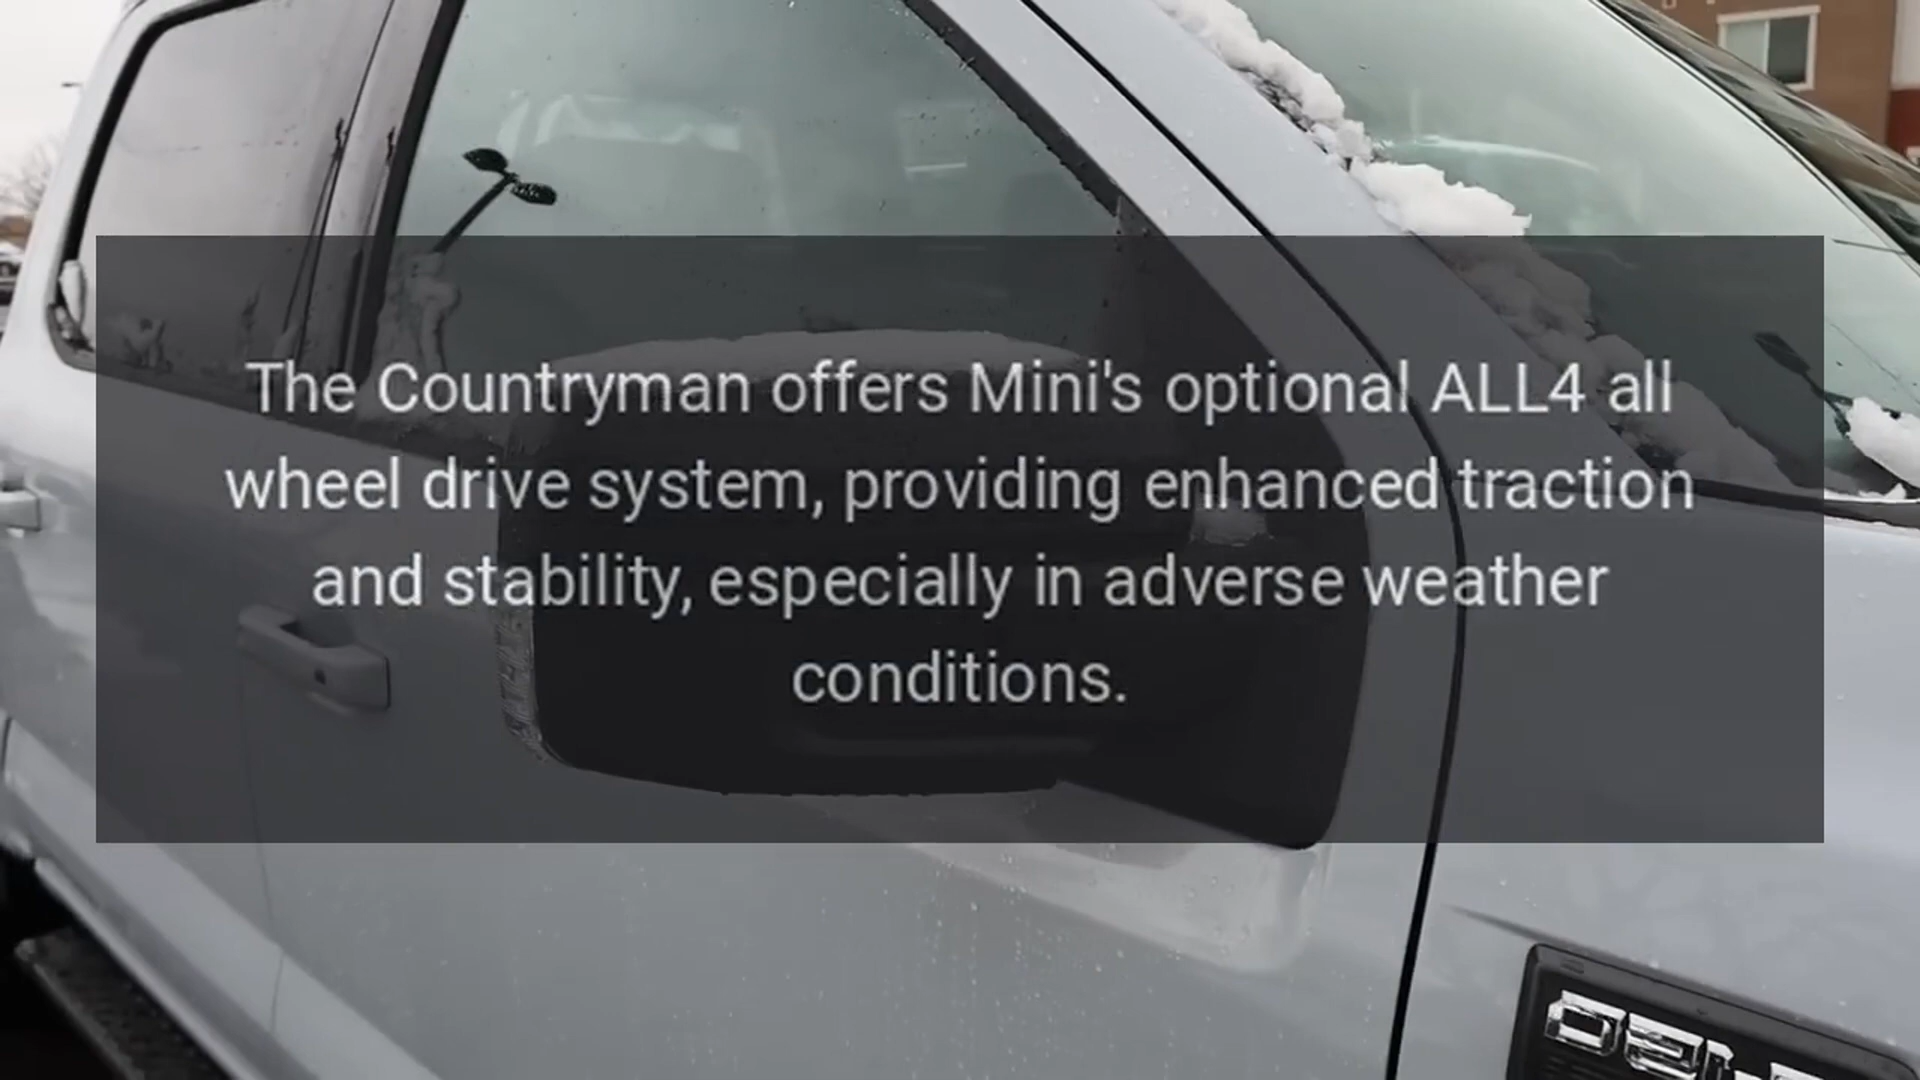 The Countryman offers Mini's optional ALL4 all
wheel drive system, providing enhanced traction
and stability, especially in adverse weather
conditions.